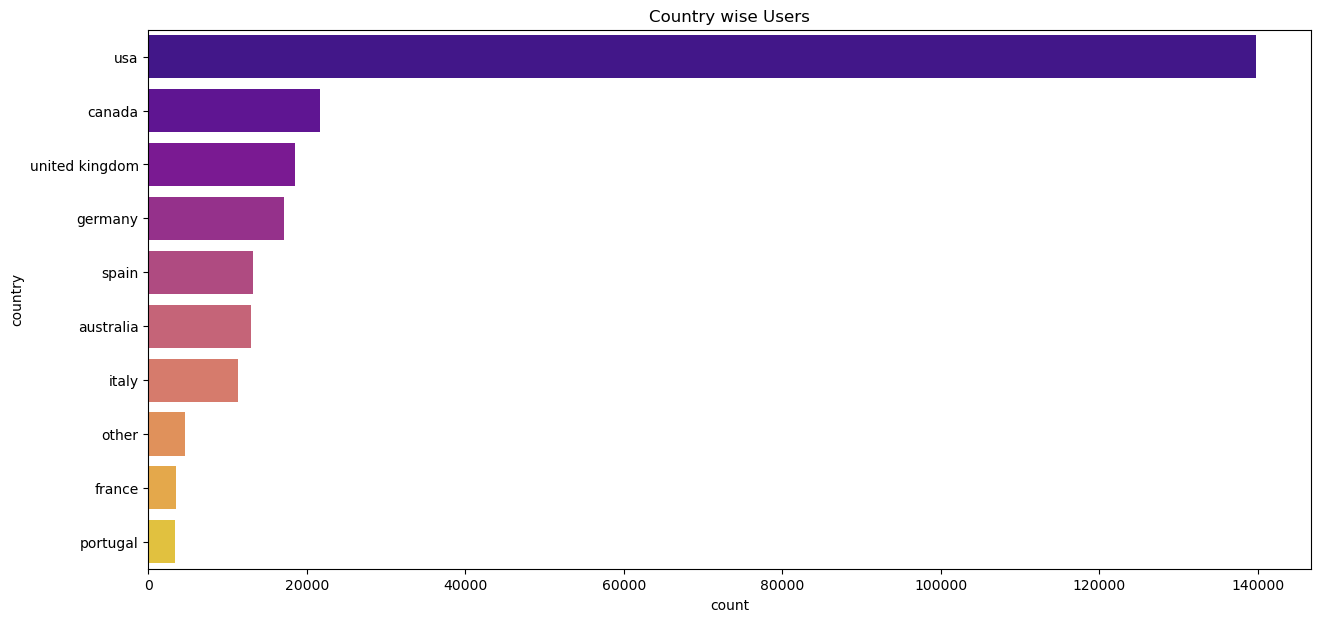 Country wise Users
usa
canada
united kingdom
germany
spain
australia
italy
other
france
portugal
country
0 20000 40000 60000 80000 100000 120000 140000
count